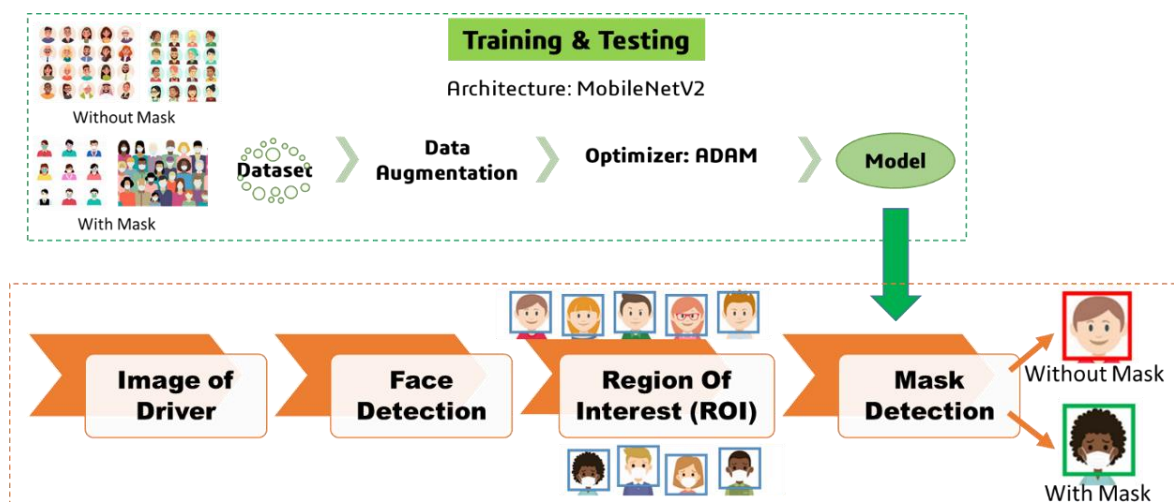 Training & Testing
Architecture: MobileNetV2
Without Mask
Dataset
Data
Augmentation
Optimizer: ADAM
Model
With Mask
Image of
Driver
Face
Detection
Region Of
Interest (ROI)
Mask
Detection
Without Mask
With Mask